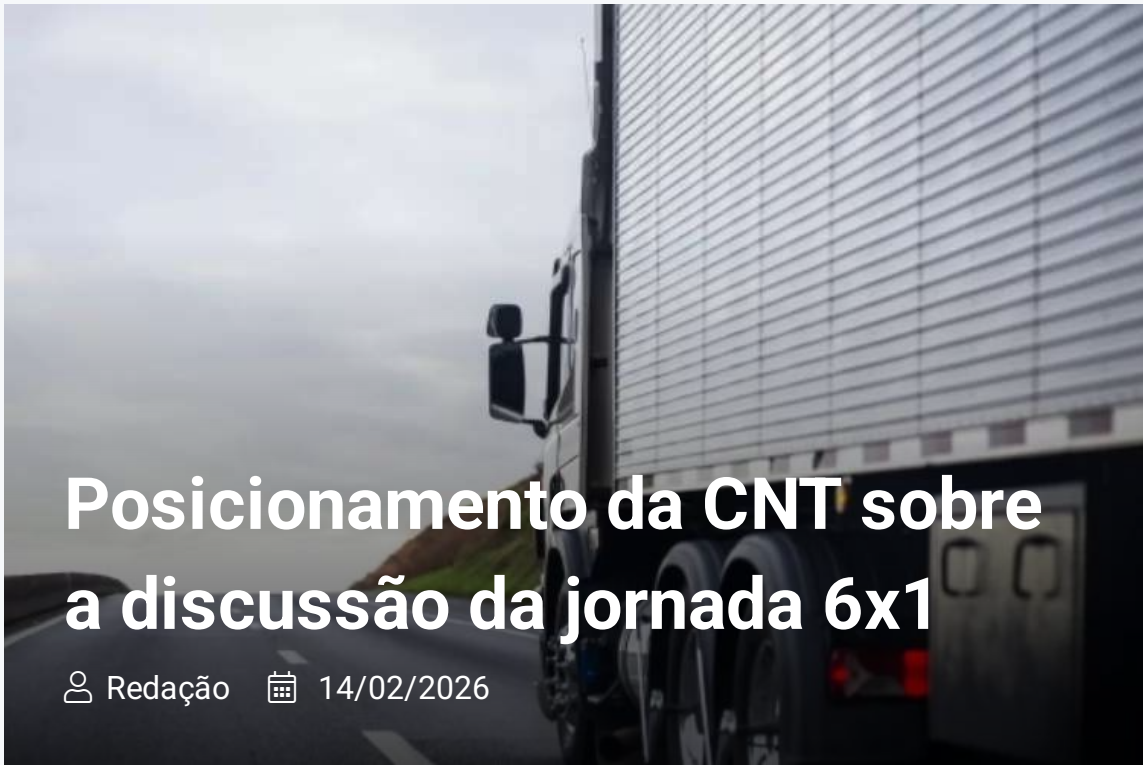 Posicionamento da CNT sobre
a discussão da jornada 6x1
Redação 14/02/2026